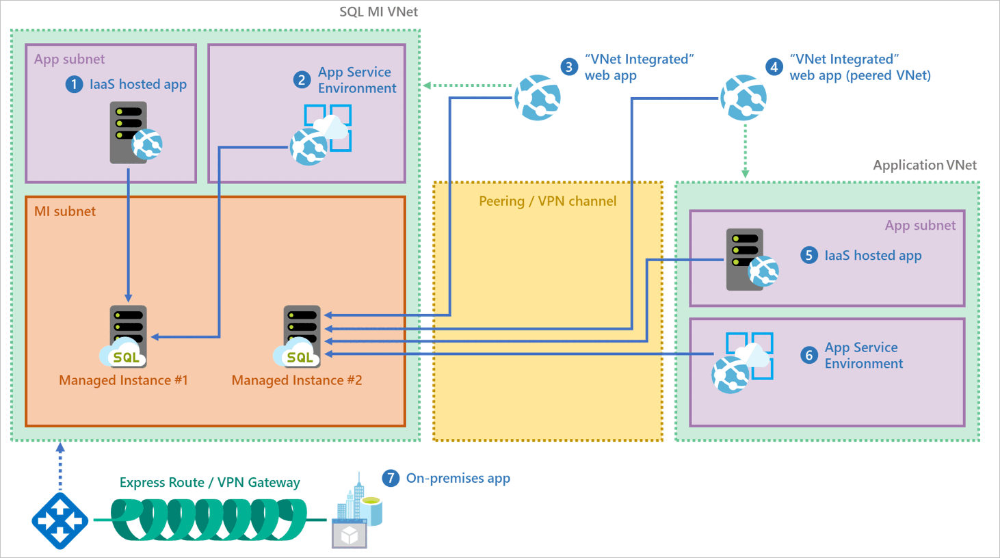 SQL MI VNet
App subnet
1 IaaS hosted app
2 App Service
Environment
3 “VNet Integrated”
web app
4 “VNet Integrated”
web app (peered VNet)
Application VNet
MI subnet
Peering / VPN channel
App subnet
5 IaaS hosted app
SQL
Managed Instance #1
SQL
Managed Instance #2
6 App Service
Environment
Express Route / VPN Gateway
7 On-premises app